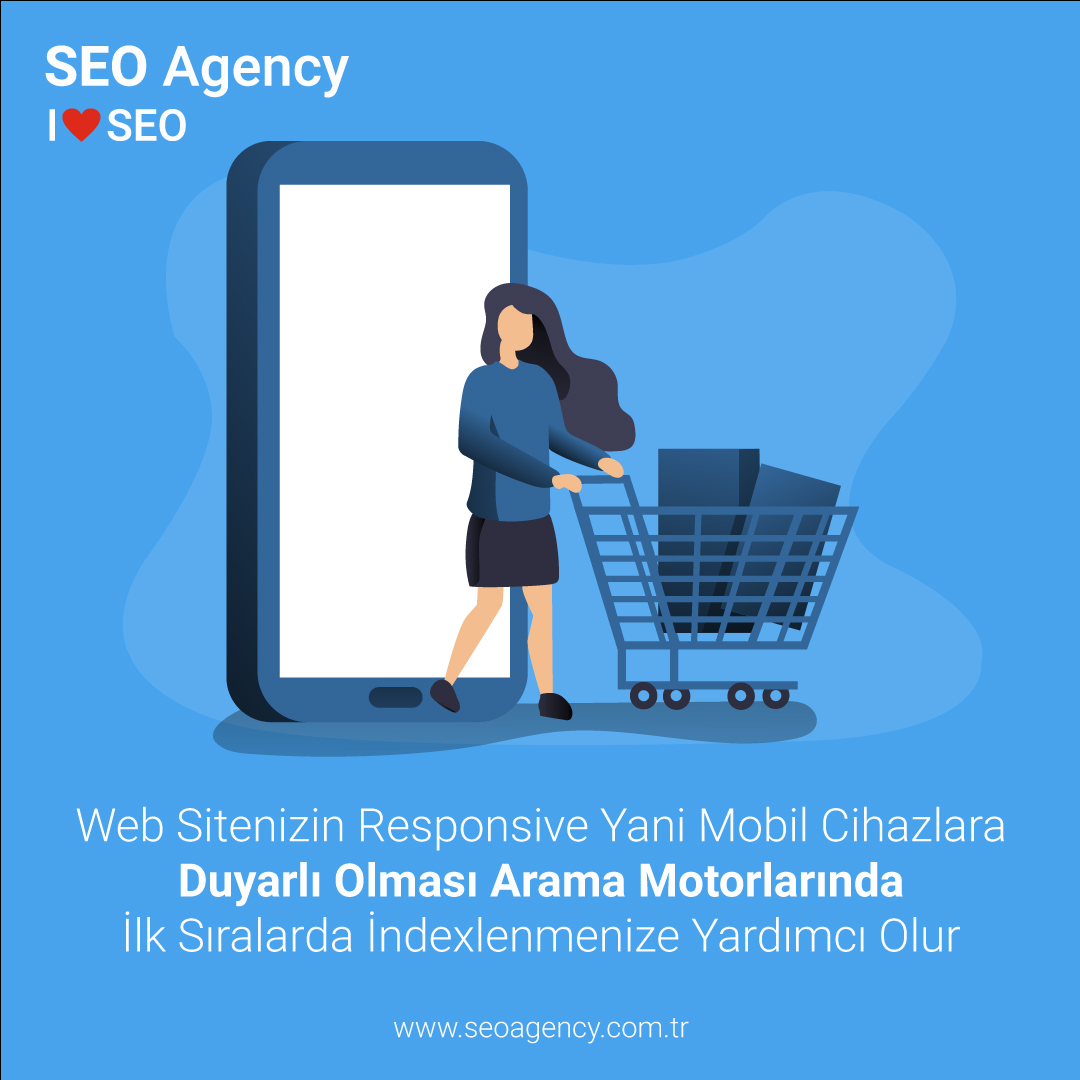 SEO Agency
I❤SEO
Web Sitenizin Responsive Yani Mobil Cihazlara
Duyarlı Olması Arama Motorlarında
İlk Sıralarda İndexlenmenize Yardımcı Olur
www.seoagency.com.tr